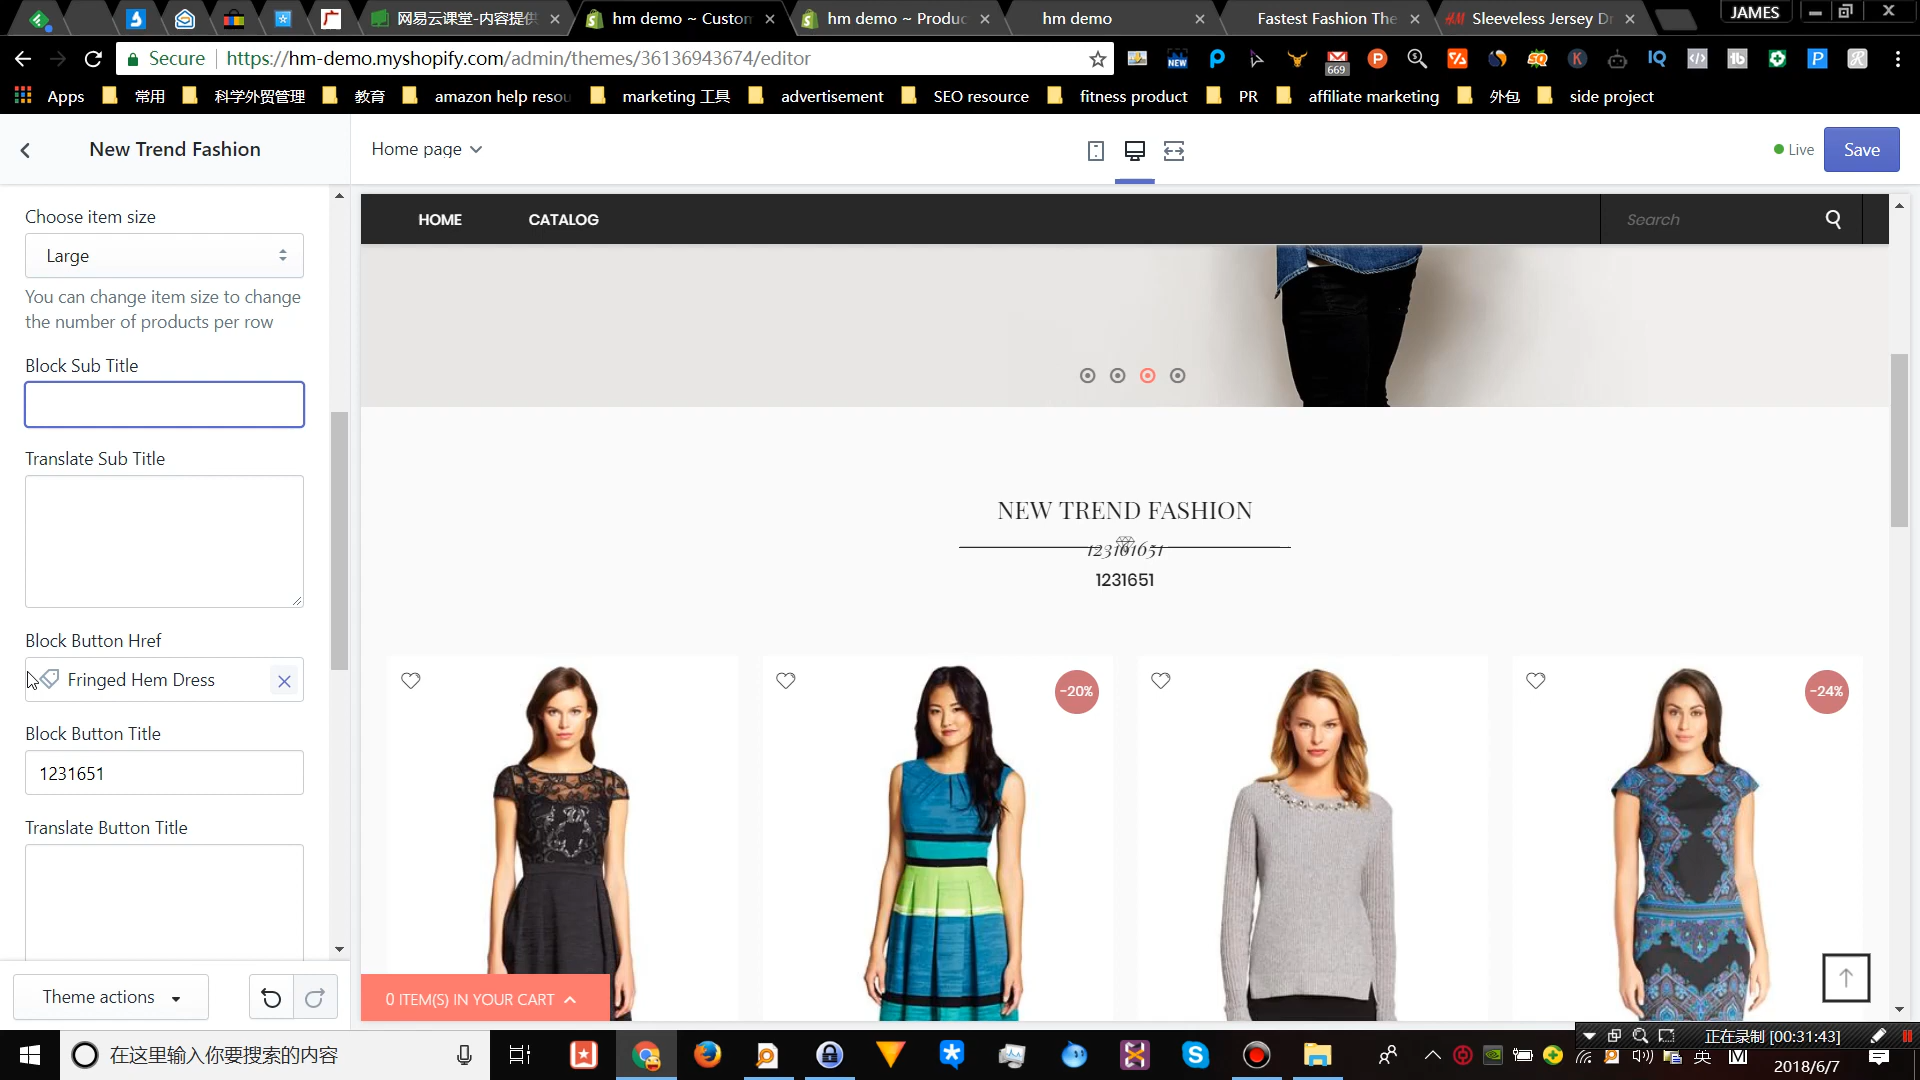 网易云课堂-内容提供
hm demo ~ Custom
hm demo ~ Produc
hm demo
Fastest Fashion The
Sleeveless Jersey Dr
JAMES
Secure
https://hm-demo.myshopify.com/admin/themes/36136943674/editor
NEW
669
Apps
常用
科学外贸管理
教育
amazon help resou
marketing 工具
advertisement
SEO resource
fitness product
PR
affiliate marketing
外包
side project
New Trend Fashion
Home page
Live
Save
Choose item size
Large
You can change item size to change
the number of products per row
Block Sub Title
Translate Sub Title
Block Button Href
Fringed Hem Dress
Block Button Title
1231651
Translate Button Title
Theme actions
HOME
CATALOG
Search
NEW TREND FASHION
1231651
-20%
-24%
0 ITEM(S) IN YOUR CART
在这里输入你要搜索的内容
正在录制 [00:31:43]
英
2018/6/7